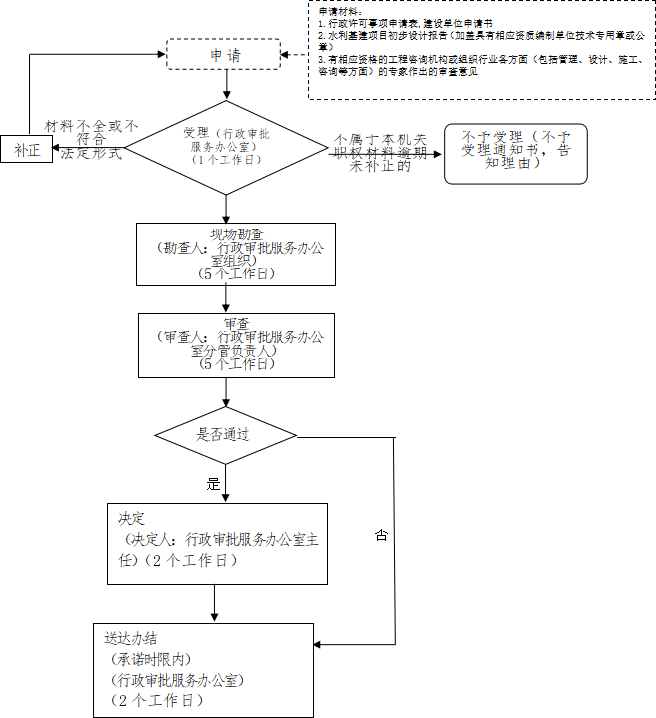 申请材料：
1.行政许可事项申请表,建设单位申请书
2.水利基建项目初步设计报告(加盖具有相应资质编制单位技术专用章或公
章)
3.有相应资格的工程咨询机构或组织行业各方面（包括管理、设计、施工、
咨询等方面）的专家作出的审查意见
申请
材料不全或不
符合
法定形式
补正
受理（行政审批
服务办公室）
(1个工作日)
不属于本机关
职权材料逾期
未补正的
不予受理（不予
受理通知书，告
知理由）
现场勘查
（勘查人：行政审批服务办公
室组织）
(5个工作日)
审查
（审查人：行政审批服务办公
室分管负责人）
(5个工作日)
是否通过
是
否
决定
（决定人：行政审批服务办公室主
任)（2个工作日）
送达办结
（承诺时限内）
（行政审批服务办公室）
（2个工作日）